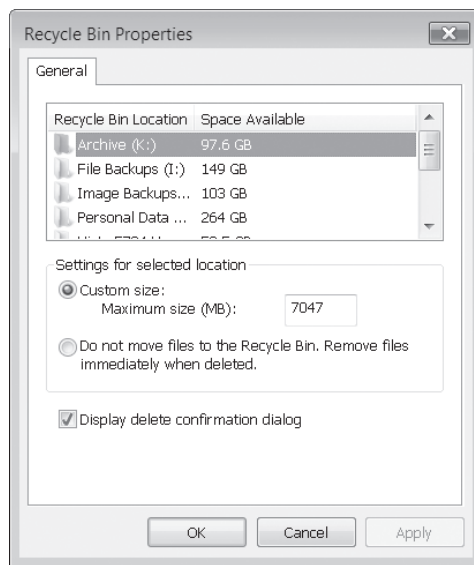 Recycle Bin Properties
General
Recycle Bin Location Space Available
Archive (K:) 97.6 GB
File Backups (I:) 149 GB
Image Backups... 103 GB
Personal Data ... 264 GB
Settings for selected location
Custom size:
Maximum size (MB): 7047
Do not move files to the Recycle Bin. Remove files
immediately when deleted.
Display delete confirmation dialog
OK Cancel Apply